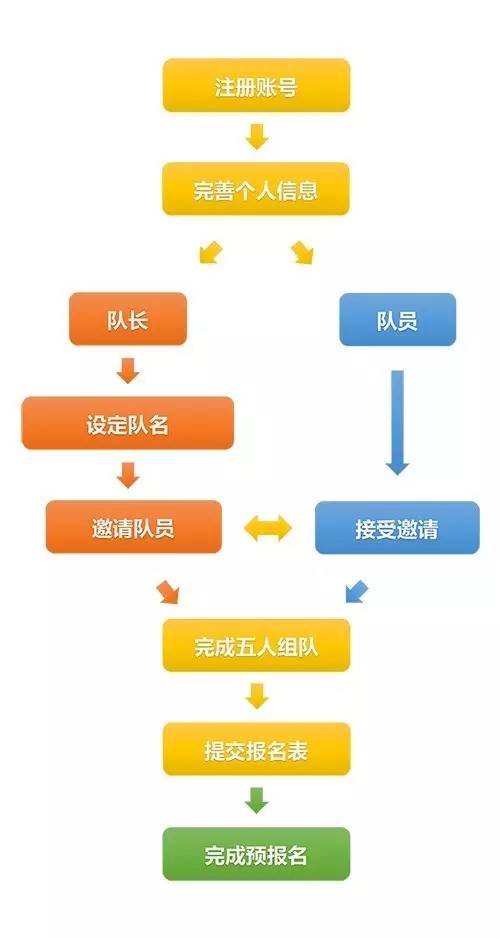 注册账号
完善个人信息
队长
队员
设定队名
邀请队员
接受邀请
完成五人组队
提交报名表
完成预报名